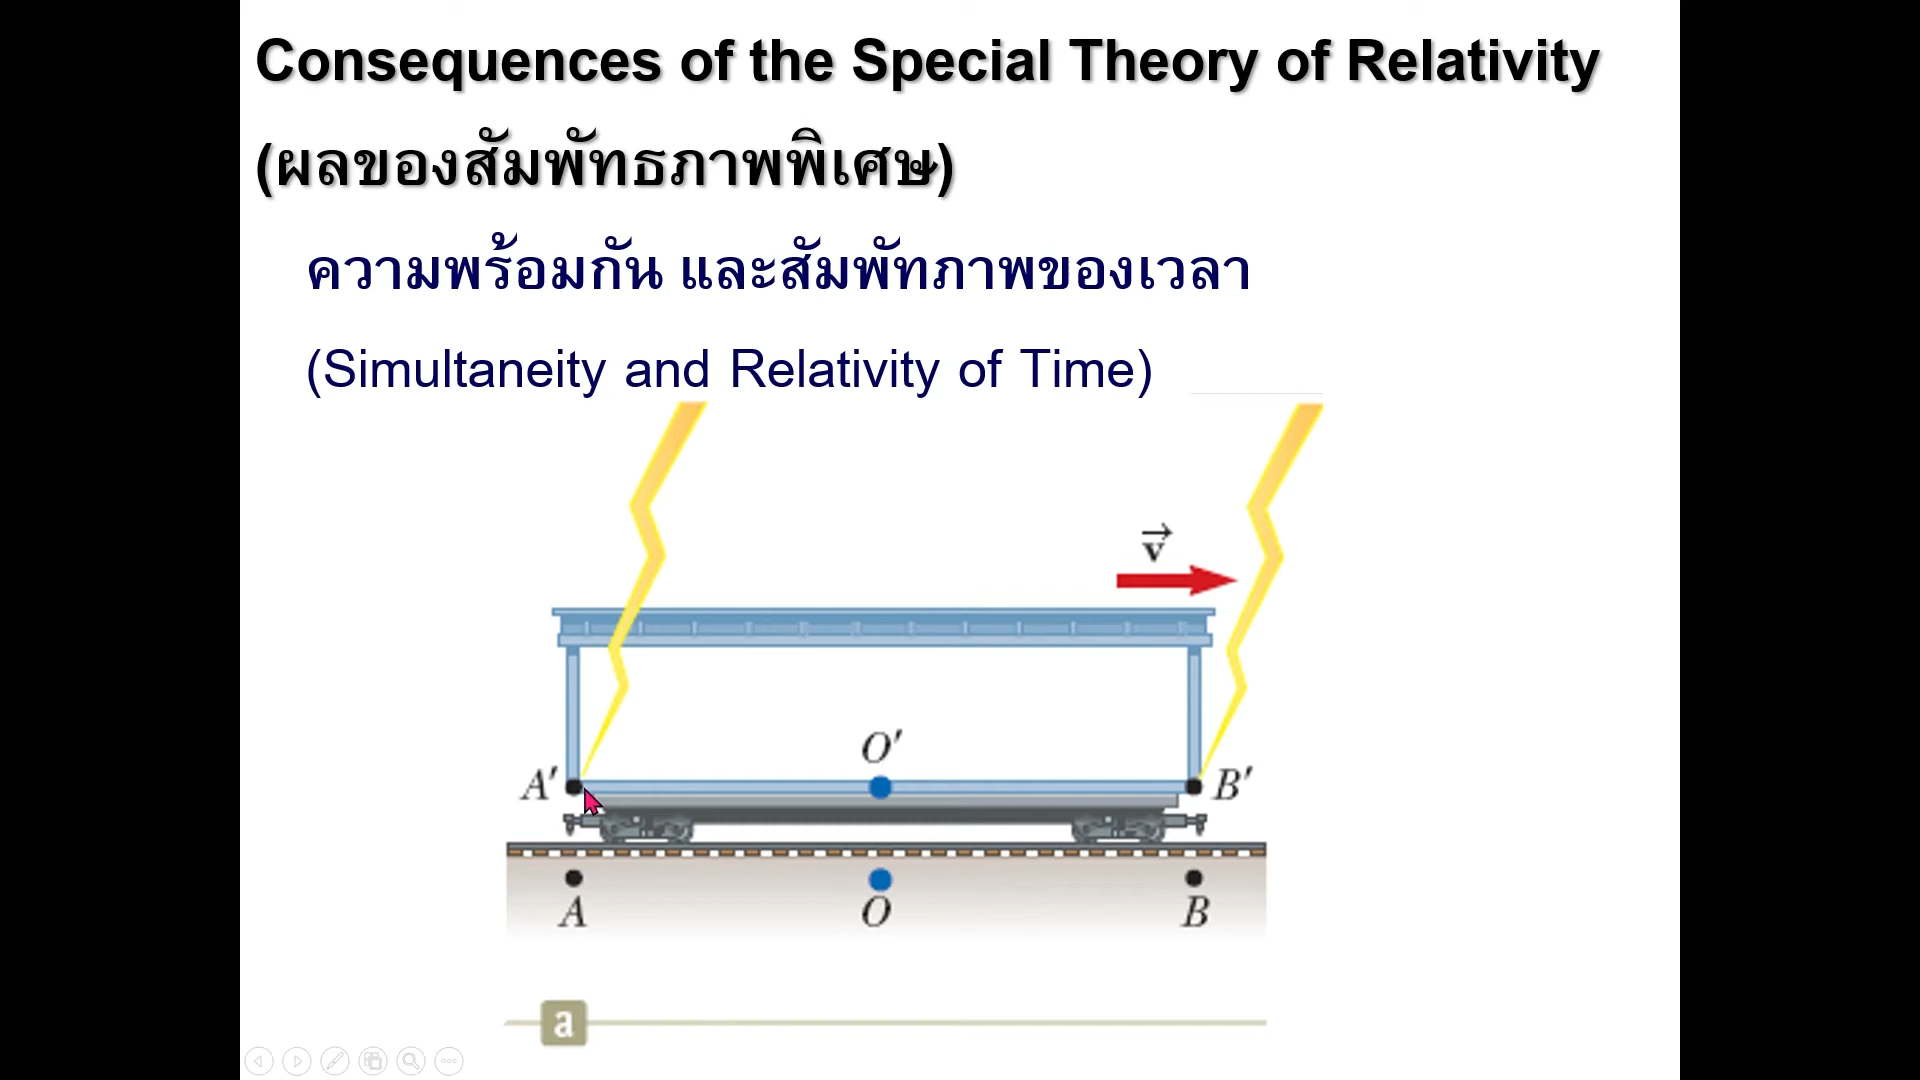 Consequences of the Special Theory of Relativity
(ผลของสัมพัทธภาพพิเศษ)
ความพร้อมกัน และสัมพัทภาพของเวลา
(Simultaneity and Relativity of Time)
v
O'
A'
B'
A
O
B
a